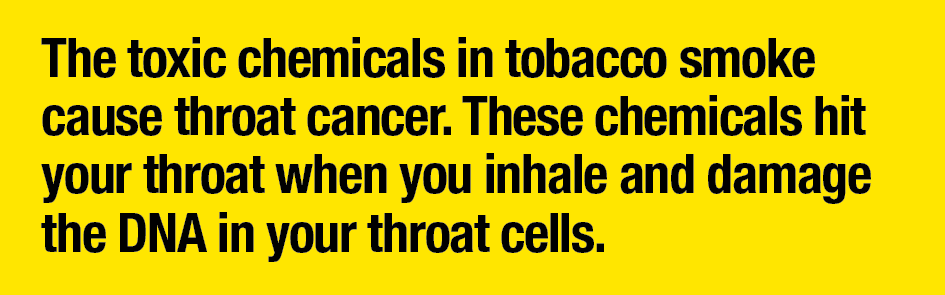 The toxic chemicals in tobacco smoke
cause throat cancer. These chemicals hit
your throat when you inhale and damage
the DNA in your throat cells.